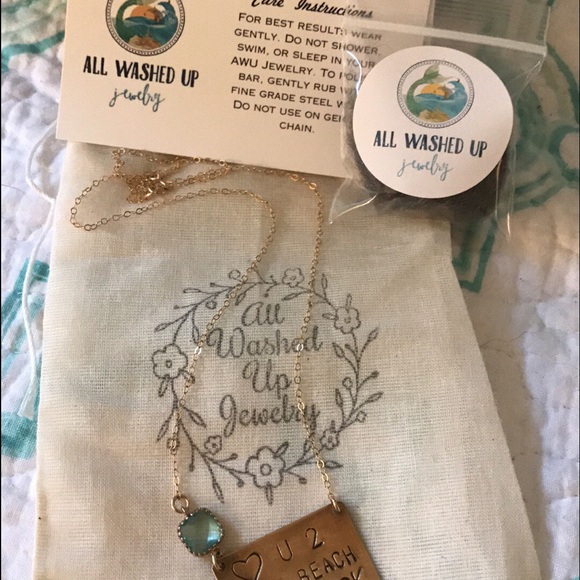 ALL WASHED UP
jewelry
Care Instructions
FOR BEST RESULTS: WEAR
GENTLY. DO NOT SHOWER,
SWIM, OR SLEEP IN YOUR
AWU JEWELRY. TO
BAR, GENTLY RUB
FINE GRADE STEEL
DO NOT USE ON
CHAIN.
ALL WASHED UP
jewelry
All
Washed
Up
Jewelry
U 2
BEACH